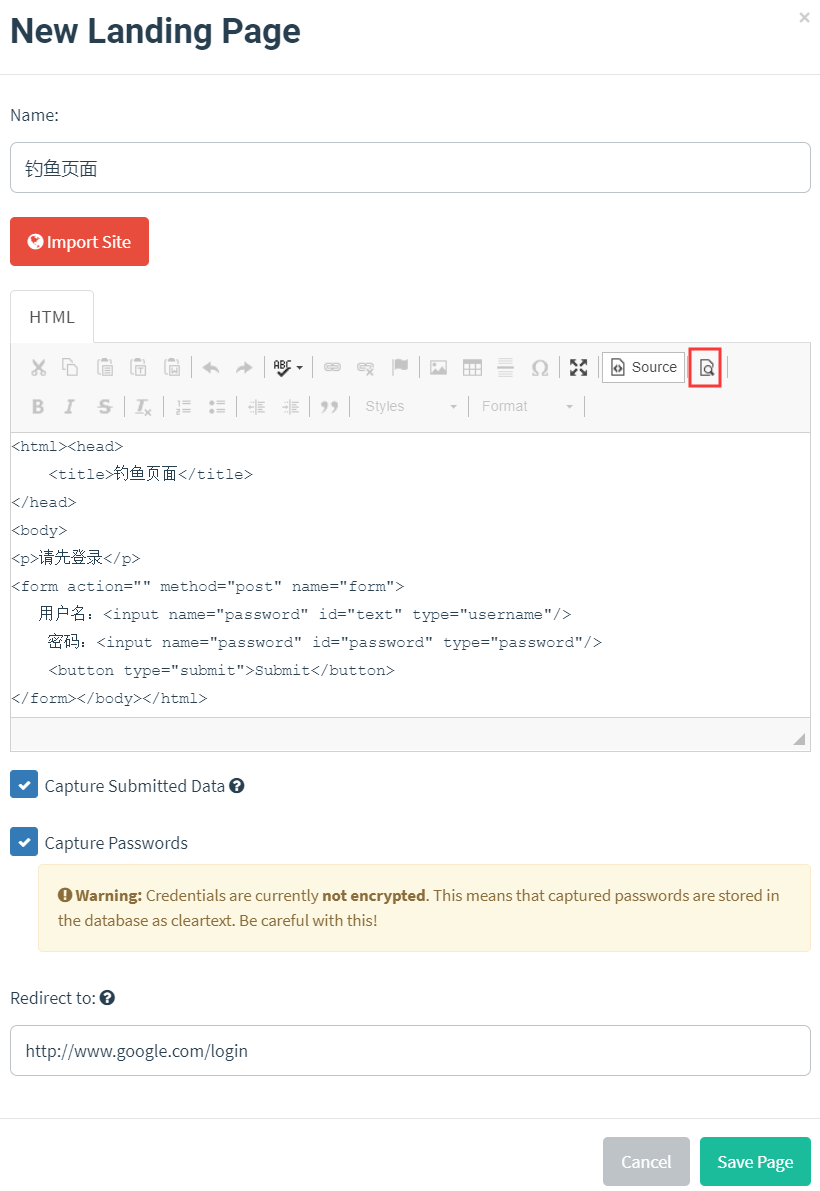 New Landing Page
×
Name:
钓鱼页面
Import Site
HTML
ABC
Source
B I S Tx
Styles
Format
<html><head>
<title>钓鱼页面</title>
</head>
<body>
<p>请先登录</p>
<form action="" method="post" name="form">
用户名：<input name="password" id="text" type="username"/>
密码：<input name="password" id="password" type="password"/>
<button type="submit">Submit</button>
</form></body></html>
Capture Submitted Data
Capture Passwords
Warning: Credentials are currently not encrypted. This means that captured passwords are stored in
the database as cleartext. Be careful with this!
Redirect to:
http://www.google.com/login
Cancel
Save Page